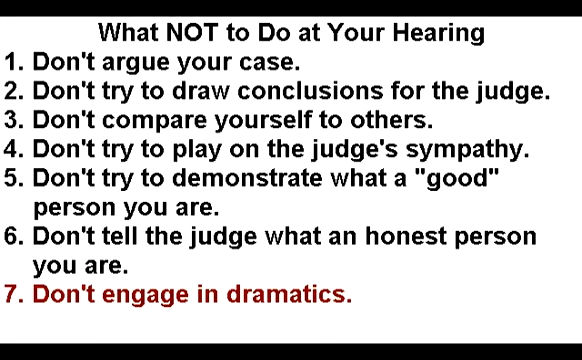 What NOT to Do at Your Hearing
1. Don't argue your case.
2. Don't try to draw conclusions for the judge.
3. Don't compare yourself to others.
4. Don't try to play on the judge's sympathy.
5. Don't try to demonstrate what a "good"
person you are.
6. Don't tell the judge what an honest person
you are.
7. Don't engage in dramatics.